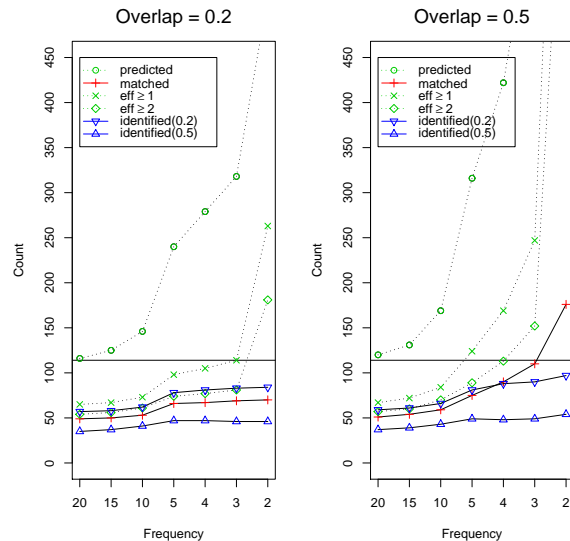 Overlap = 0.2
450
400
350
300
250
200
150
100
50
0
Count
predicted
matched
eff ≥ 1
eff ≥ 2
identified(0.2)
identified(0.5)
20 15 10 5 4 3 2
Frequency
Overlap = 0.5
450
400
350
300
250
200
150
100
50
0
Count
predicted
matched
eff ≥ 1
eff ≥ 2
identified(0.2)
identified(0.5)
20 15 10 5 4 3 2
Frequency